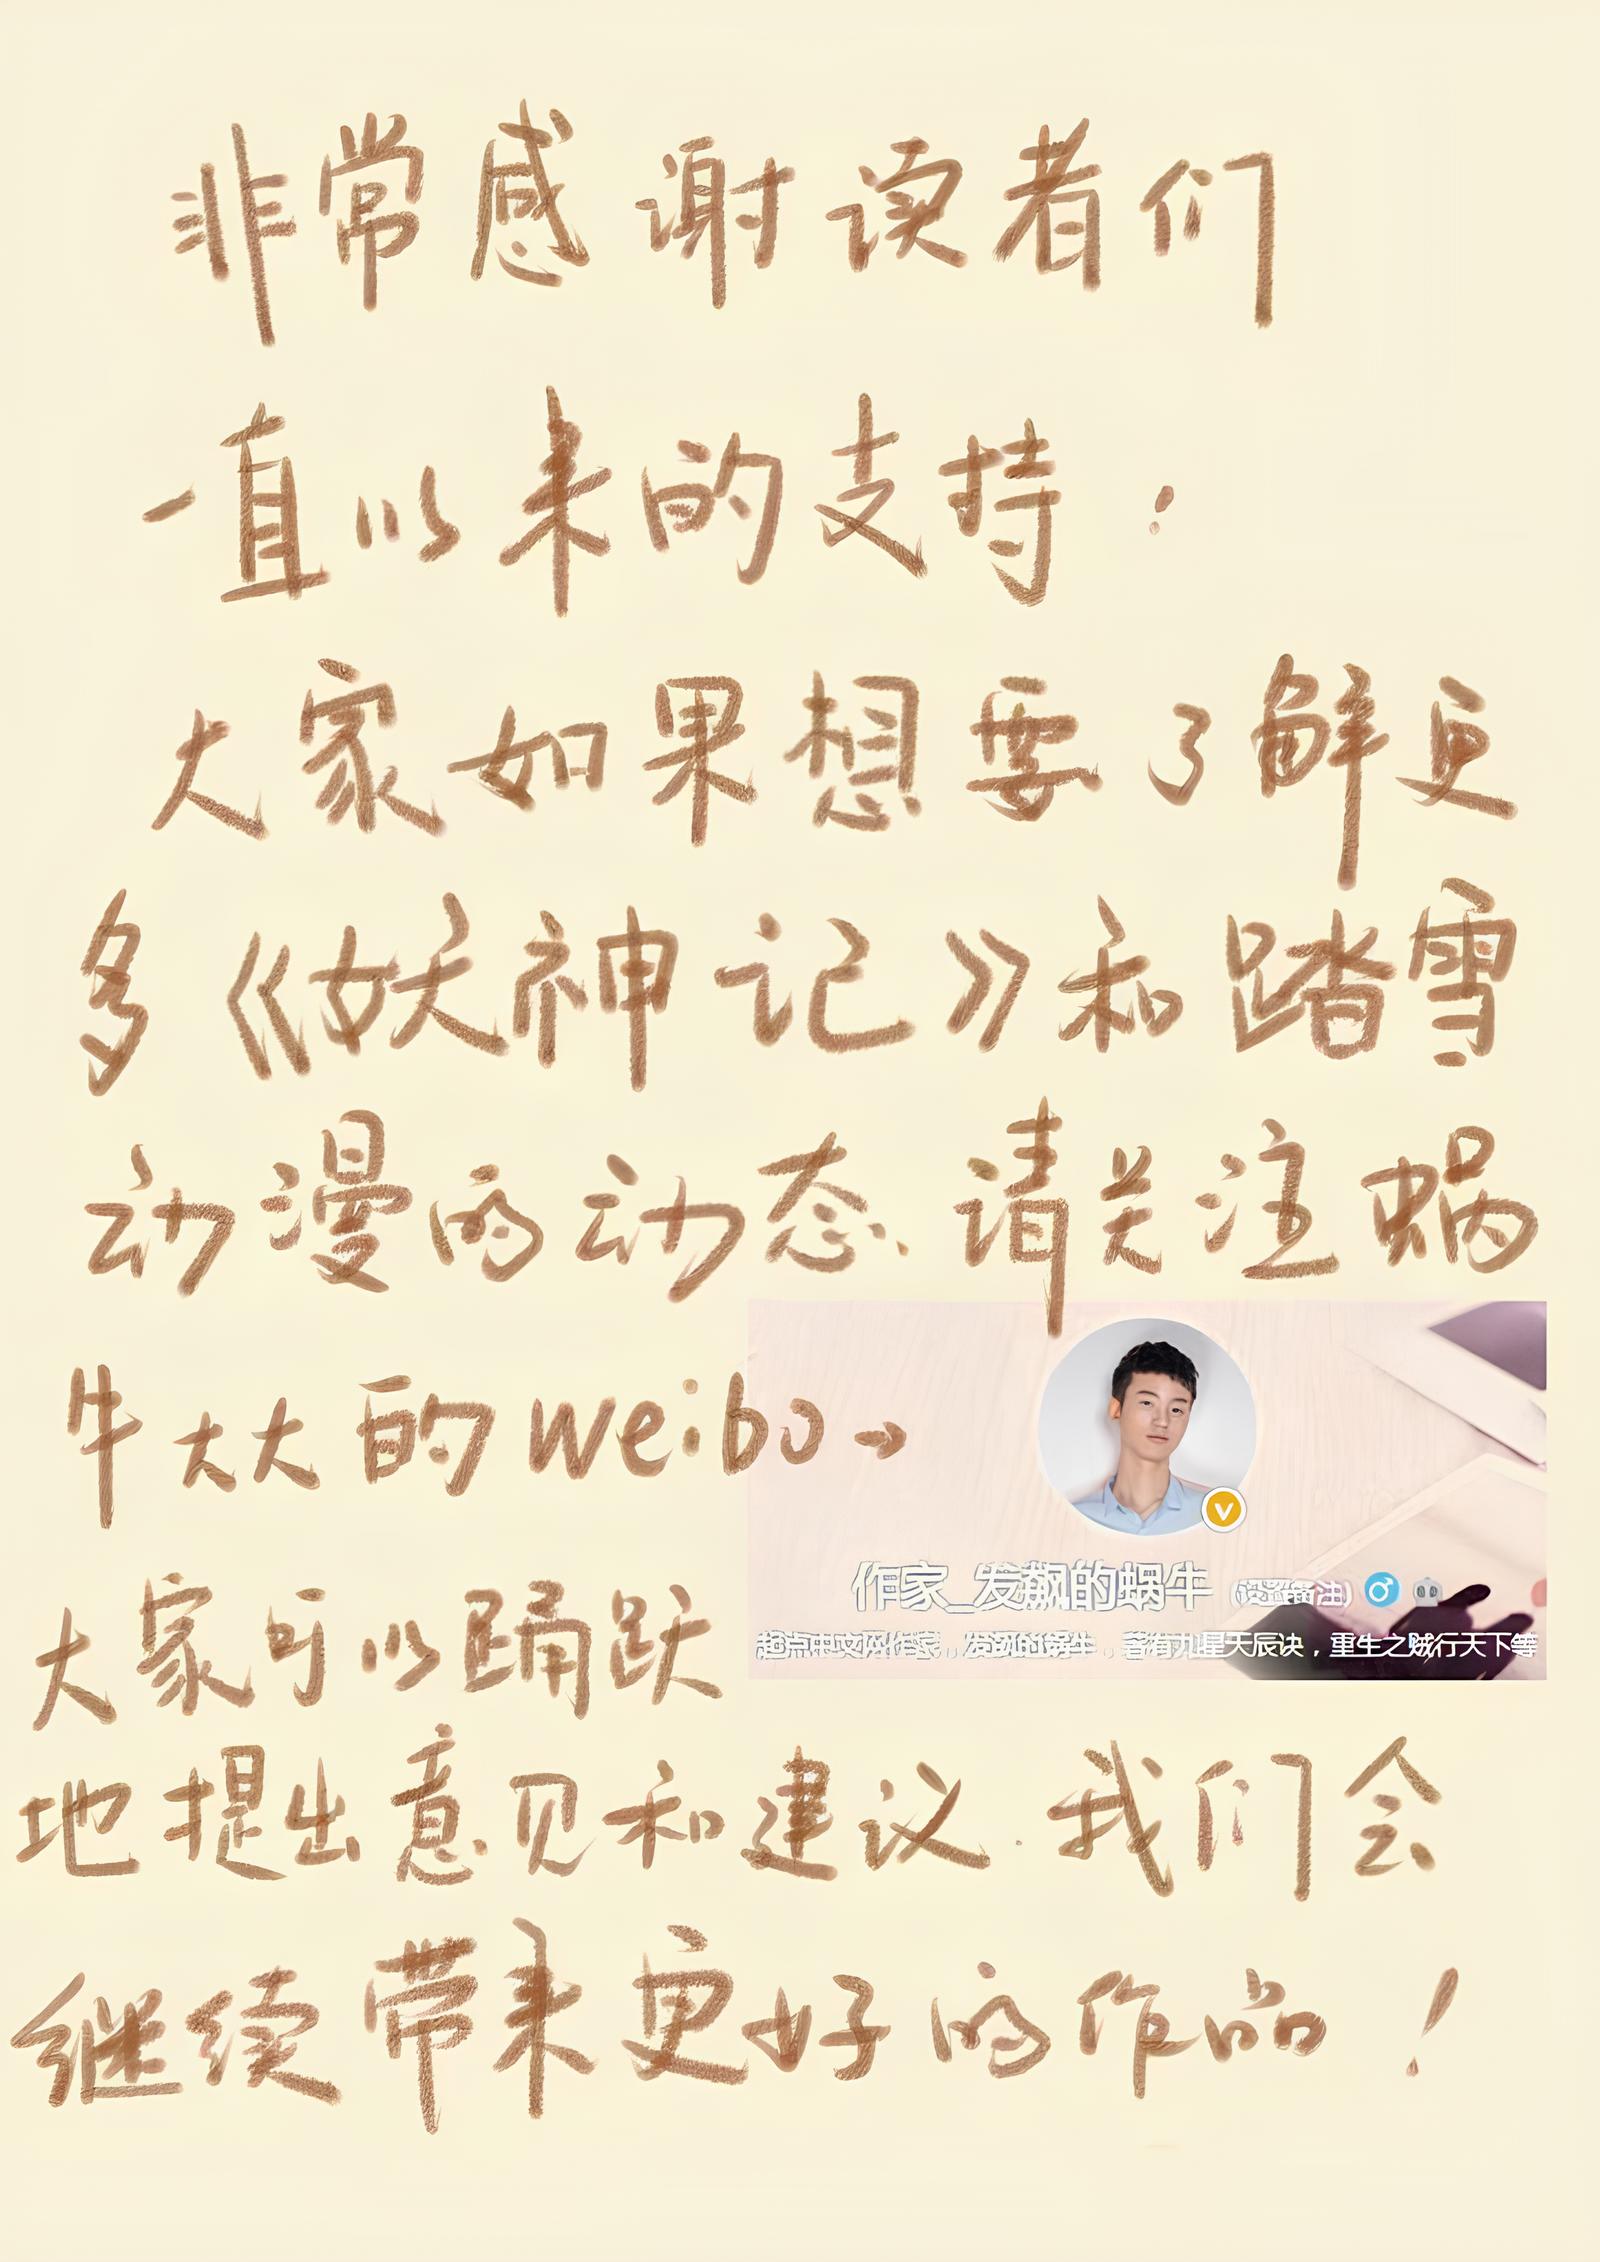 非常感谢读者们
一直以来的支持！
大家如果想要了解更
多《妖神记》和踏雪
动漫的动态、请关注蜗
牛大大的weibo→
作家_发飙的蜗牛
起点中文网作家，发飙的蜗牛，著有九星天辰诀，重生之贼行天下等
大家可以踊跃
地提出意见和建议.我们会
继续带来更好的作品！